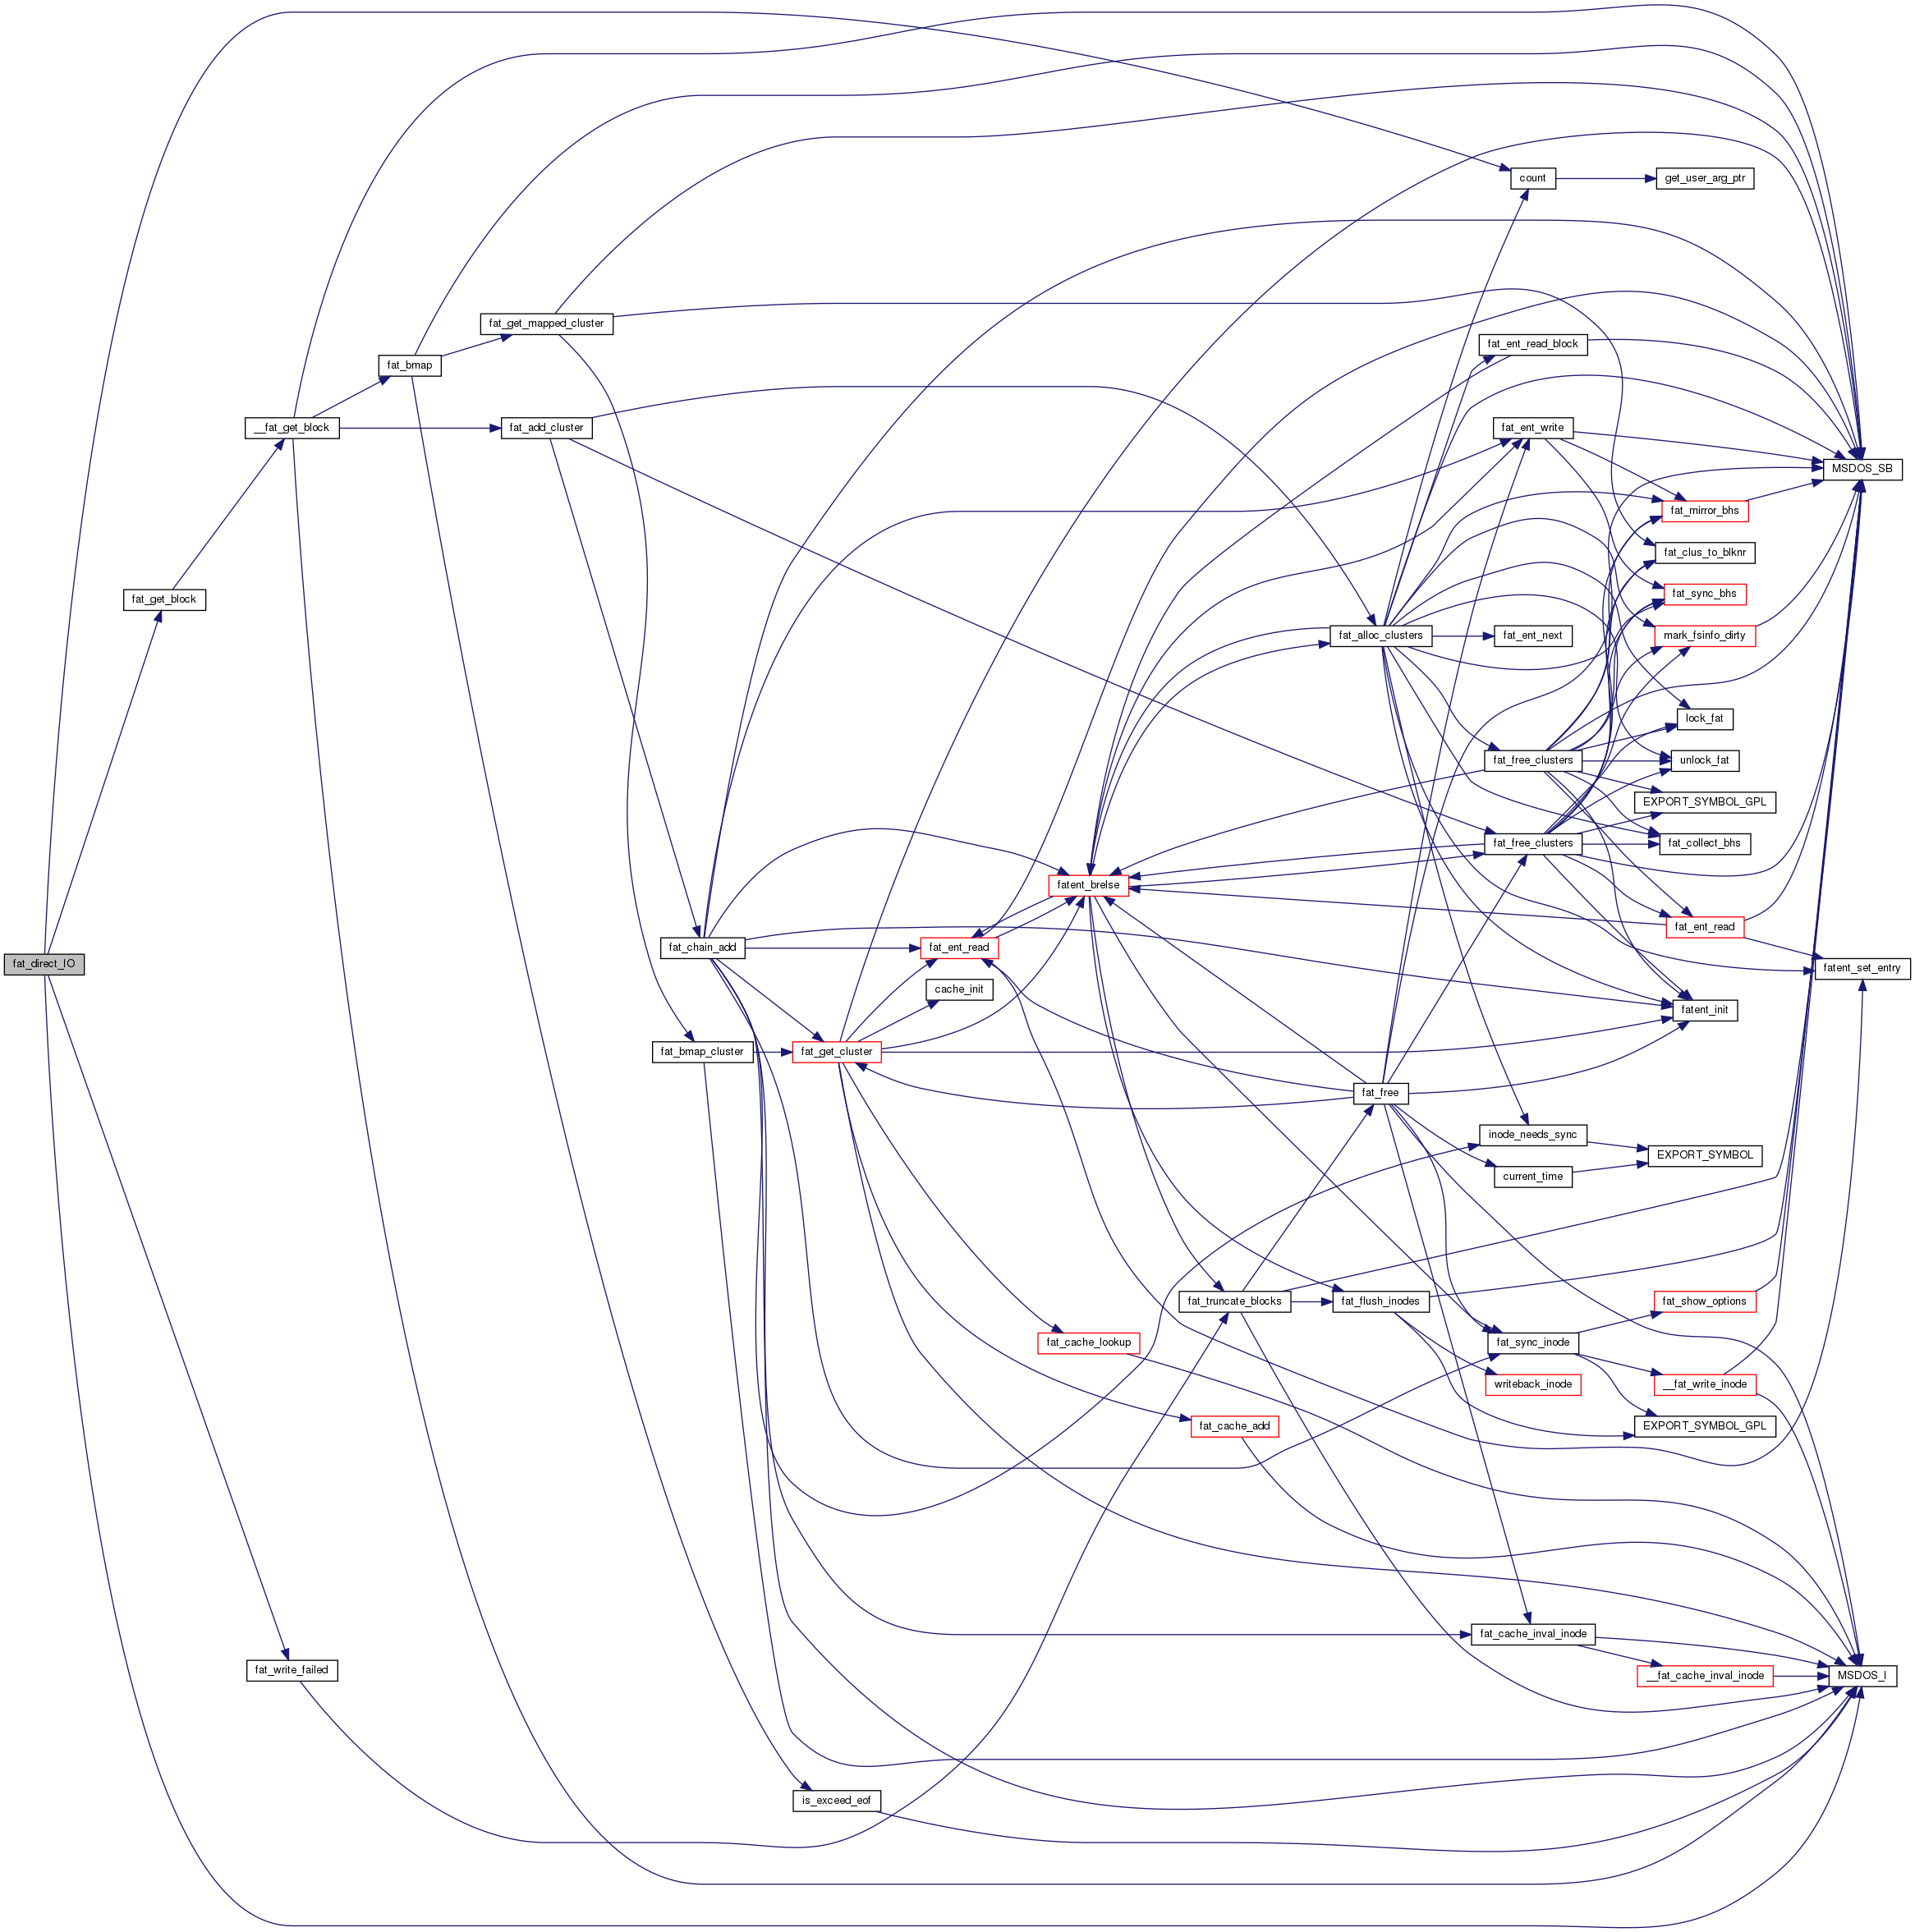 count
get_user_arg_ptr
fat_get_mapped_cluster
fat_ent_read_block
fat_bmap
__fat_get_block
fat_add_cluster
fat_ent_write
MSDOS_SB
fat_mirror_bhs
fat_clus_to_blknr
fat_get_block
fat_sync_bhs
fat_alloc_clusters
fat_ent_next
mark_fsinfo_dirty
lock_fat
fat_free_clusters
unlock_fat
EXPORT_SYMBOL_GPL
fat_free_clusters
fat_collect_bhs
fatent_brelse
fat_ent_read
fat_chain_add
fat_ent_read
fat_direct_IO
fatent_set_entry
cache_init
fatent_init
fat_bmap_cluster
fat_get_cluster
fat_free
inode_needs_sync
EXPORT_SYMBOL
current_time
fat_truncate_blocks
fat_flush_inodes
fat_show_options
fat_cache_lookup
fat_sync_inode
writeback_inode
__fat_write_inode
fat_cache_add
EXPORT_SYMBOL_GPL
fat_cache_inval_inode
fat_write_failed
__fat_cache_inval_inode
MSDOS_I
is_exceed_eof